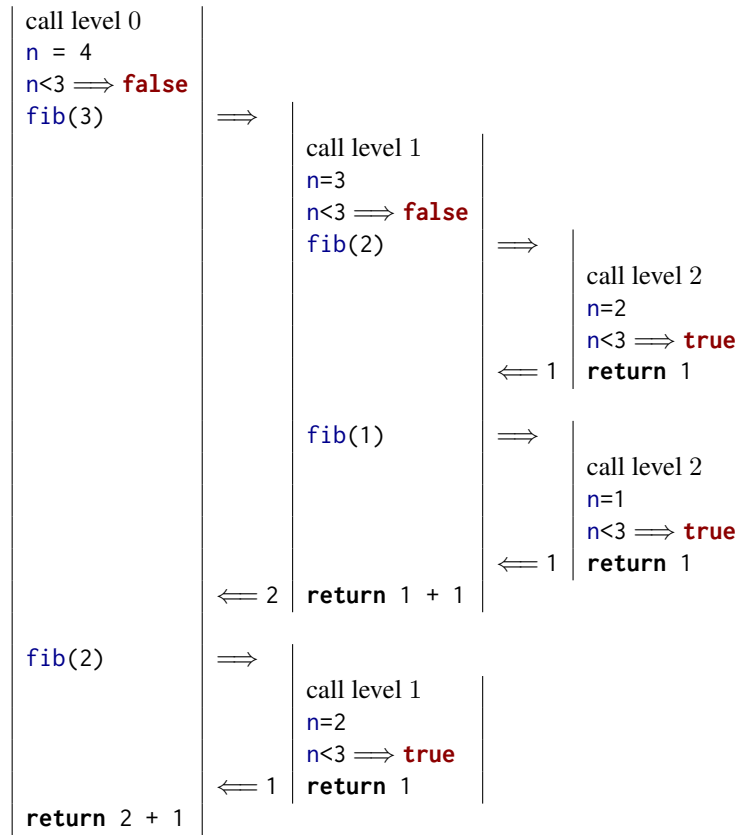 call level 0
n = 4
n<3 ⟹ false
fib(3) ⟹
call level 1
n=3
n<3 ⟹ false
fib(2) ⟹
call level 2
n=2
n<3 ⟹ true
⟸ 1 return 1
fib(1) ⟹
call level 2
n=1
n<3 ⟹ true
⟸ 1 return 1
⟸ 2 return 1 + 1
fib(2) ⟹
call level 1
n=2
n<3 ⟹ true
⟸ 1 return 1
return 2 + 1